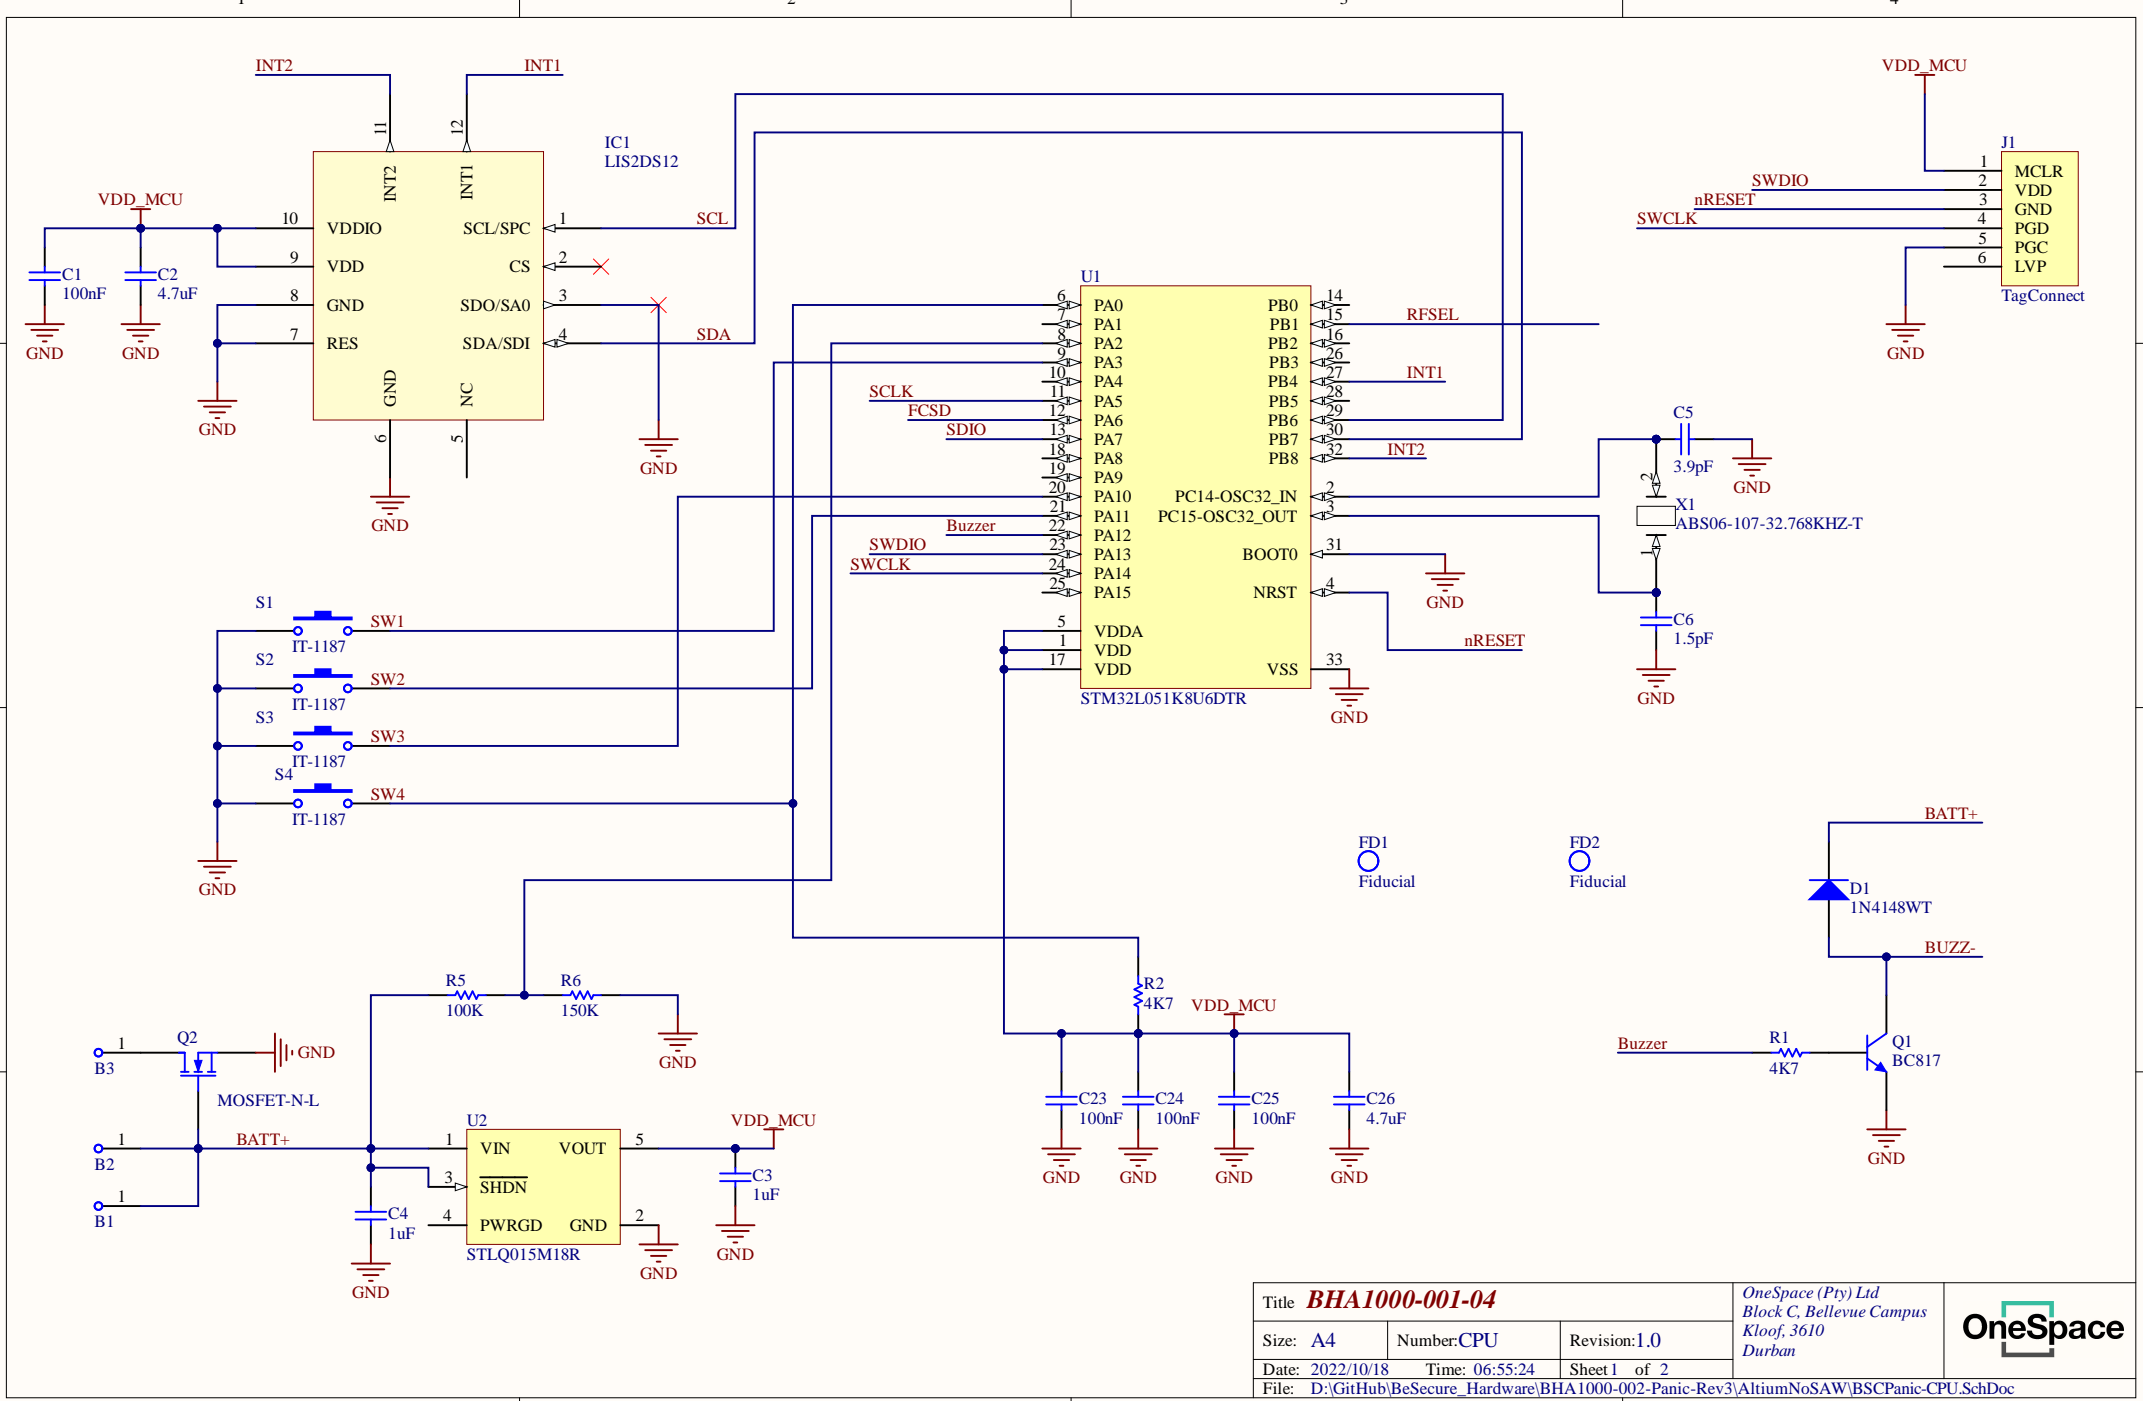 1
2
3
4
INT2
INT1
11
12
IC1
LIS2DS12
INT2
INT1
VDD_MCU
10
VDDIO
SCL/SPC
1
SCL
9
VDD
CS
2
C1
100nF
C2
4.7uF
8
GND
SDO/SA0
3
7
RES
SDA/SDI
4
SDA
GND
GND
GND
NC
GND
6
5
GND
GND
VDD_MCU
J1
1
MCLR
SWDIO
2
VDD
nRESET
3
GND
SWCLK
4
PGD
5
PGC
6
LVP
TagConnect
GND
U1
6
PA0
PB0
14
7
PA1
PB1
15
RFSEL
8
PA2
PB2
16
9
PA3
PB3
26
10
PA4
PB4
27
INT1
SCLK
11
PA5
PB5
28
FCSD
12
PA6
PB6
29
SDIO
13
PA7
PB7
30
18
PA8
PB8
32
INT2
19
PA9
20
PA10
PC14-OSC32_IN
2
21
PA11
PC15-OSC32_OUT
3
Buzzer
22
PA12
SWDIO
23
PA13
BOOT0
31
SWCLK
24
PA14
25
PA15
NRST
4
GND
5
VDDA
nRESET
1
VDD
17
VDD
VSS
33
STM32L051K8U6DTR
GND
C5
3.9pF
GND
2
X1
ABS06-107-32.768KHZ-T
1
C6
1.5pF
GND
S1
SW1
IT-1187
S2
SW2
IT-1187
S3
SW3
IT-1187
S4
SW4
IT-1187
GND
FD1
Fiducial
FD2
Fiducial
BATT+
D1
1N4148WT
BUZZ-
Buzzer
R1
4K7
Q1
BC817
GND
R5
100K
R6
150K
GND
R2
4K7
VDD_MCU
C23
100nF
C24
100nF
C25
100nF
C26
4.7uF
GND
GND
GND
GND
1
B3
Q2
GND
MOSFET-N-L
1
B2
BATT+
1
B1
U2
1
VIN
VOUT
5
VDD_MCU
3
SHDN
4
PWRGD
GND
2
STLQ015M18R
C4
1uF
GND
C3
1uF
GND
GND
Title BHA1000-001-04
Size: A4
Number:CPU
Revision:1.0
Date: 2022/10/18
Time: 06:55:24
Sheet 1 of 2
File: D:\GitHub\BeSecure_Hardware\BHA1000-002-Panic-Rev3\AltiumNoSAW\BSCPanic-CPU.SchDoc
OneSpace (Pty) Ltd
Block C, Bellevue Campus
Kloof, 3610
Durban
OneSpace